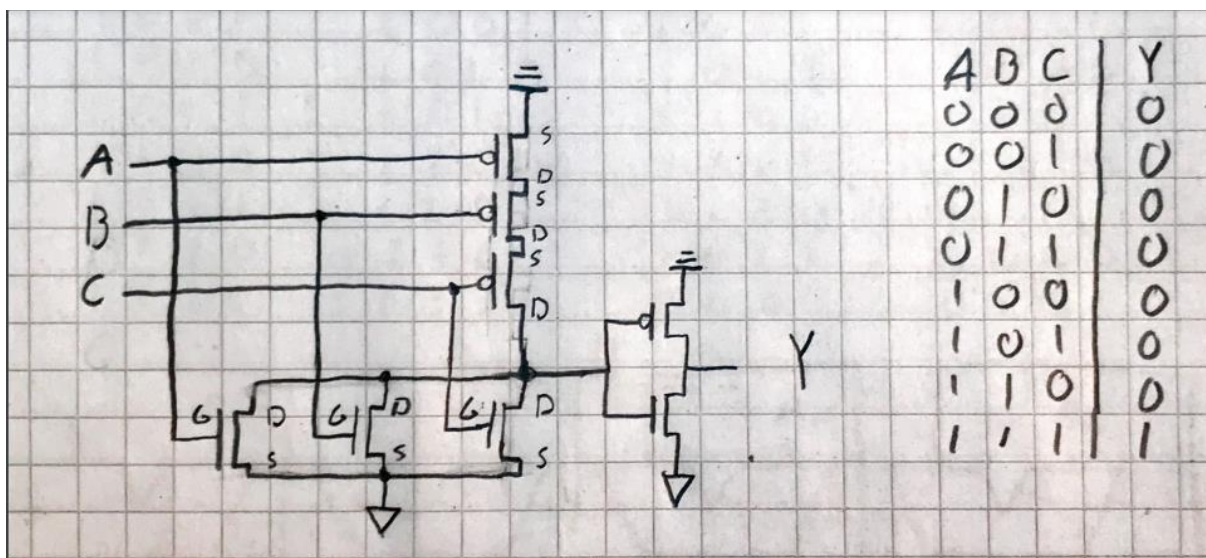 S
A
D
S
B
D
S
C
D
Y
G D G D G D
S S S
A B C Y
0 0 0 0
0 0 1 0
0 1 0 0
0 1 1 0
1 0 0 0
1 0 1 0
1 1 0 0
1 1 1 1